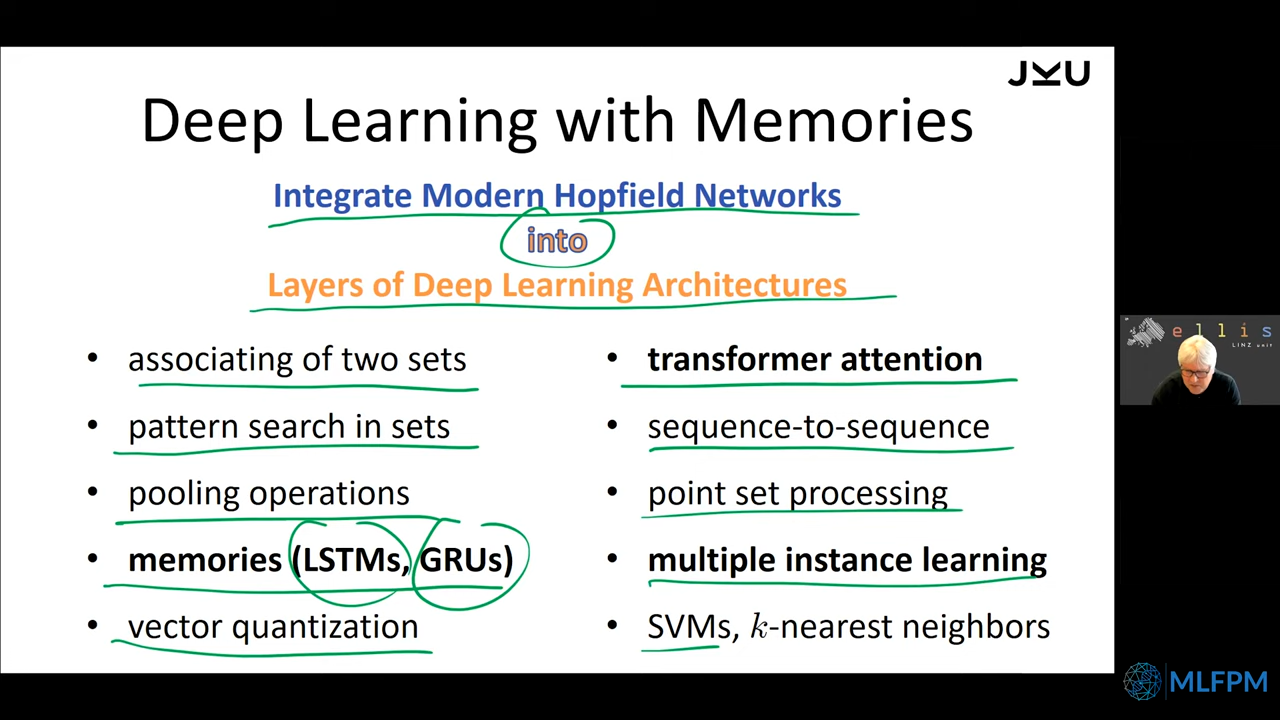 JKU
Deep Learning with Memories
Integrate Modern Hopfield Networks
into
Layers of Deep Learning Architectures
• associating of two sets
• pattern search in sets
• pooling operations
• memories (LSTMs, GRUs)
• vector quantization
• transformer attention
• sequence-to-sequence
• point set processing
• multiple instance learning
• SVMs, k-nearest neighbors
ellis
LINZ unit
MLFPM